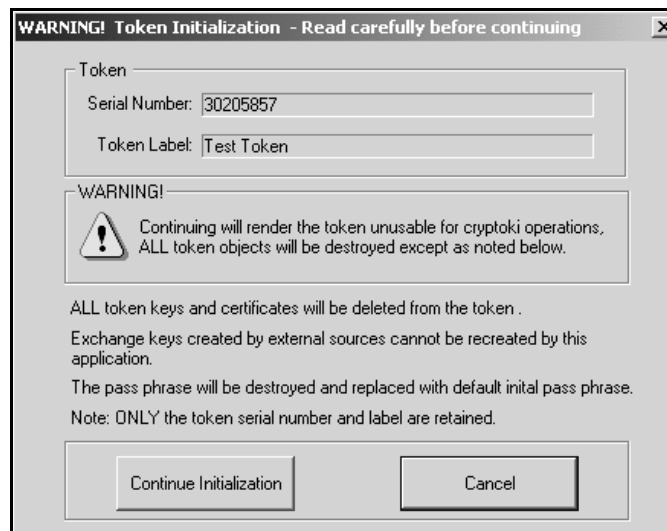 WARNING! Token Initialization - Read carefully before continuing
Token
Serial Number: 30205857
Token Label: Test Token
WARNING!
Continuing will render the token unusable for cryptoki operations,
ALL token objects will be destroyed except as noted below.
ALL token keys and certificates will be deleted from the token .
Exchange keys created by external sources cannot be recreated by this
application.
The pass phrase will be destroyed and replaced with default inital pass phrase.
Note: ONLY the token serial number and label are retained.
Continue Initialization
Cancel